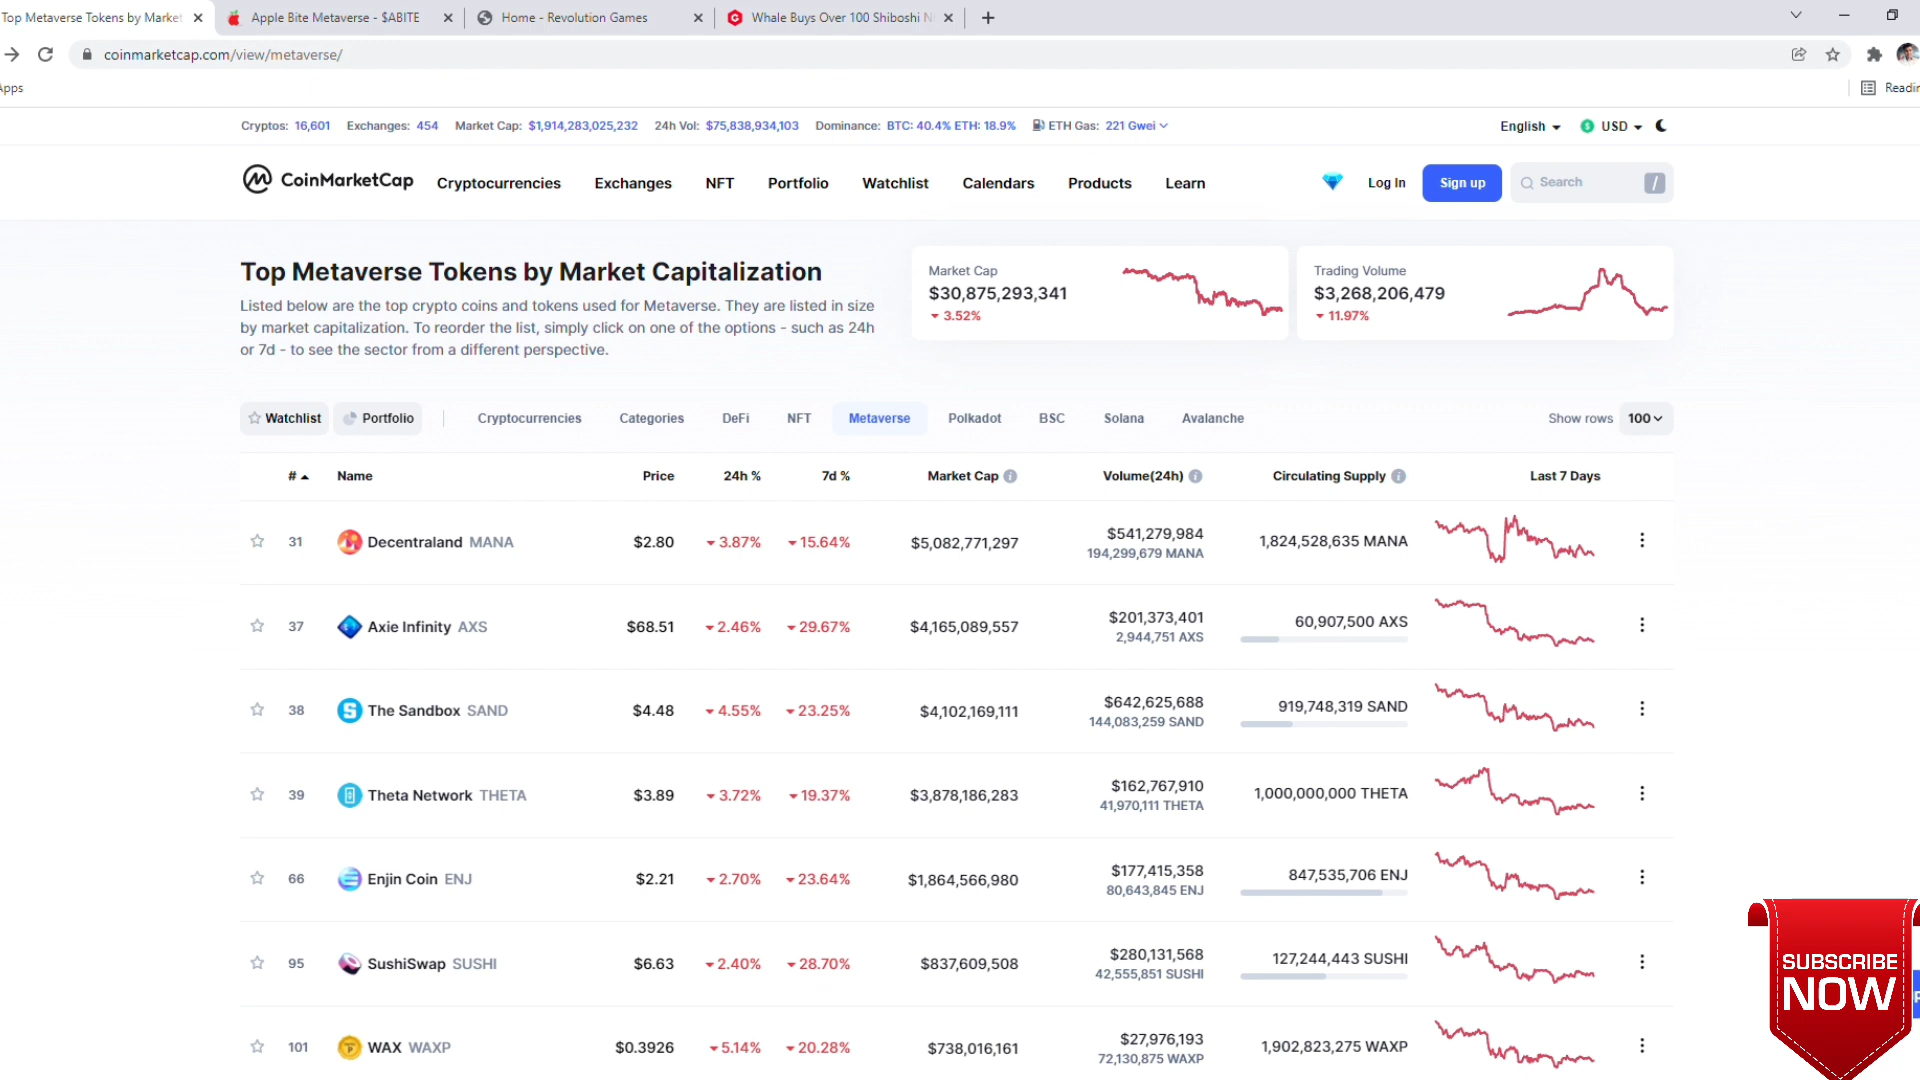 Top Metaverse Tokens by Market
Apple Bite Metaverse - $ABITE
Home - Revolution Games
Whale Buys Over 100 Shiboshi N
coinmarketcap.com/view/metaverse/
Apps
Cryptos: 16,601 Exchanges: 454 Market Cap: $1,914,283,025,232 24h Vol: $75,838,934,103 Dominance: BTC: 40.4% ETH: 18.9% ETH Gas: 221 Gwei
English USD
CoinMarketCap Cryptocurrencies Exchanges NFT Portfolio Watchlist Calendars Products Learn Log In Sign up Search /
Top Metaverse Tokens by Market Capitalization
Listed below are the top crypto coins and tokens used for Metaverse. They are listed in size
by market capitalization. To reorder the list, simply click on one of the options - such as 24h
or 7d - to see the sector from a different perspective.
Market Cap
$30,875,293,341
3.52%
Trading Volume
$3,268,206,479
11.97%
Watchlist Portfolio Cryptocurrencies Categories DeFi NFT Metaverse Polkadot BSC Solana Avalanche Show rows 100
# Name Price 24h % 7d % Market Cap Volume(24h) Circulating Supply Last 7 Days
31 Decentraland MANA $2.80 3.87% 15.64% $5,082,771,297 $541,279,984 1,824,528,635 MANA
194,299,679 MANA
37 Axie Infinity AXS $68.51 2.46% 29.67% $4,165,089,557 $201,373,401 60,907,500 AXS
2,944,751 AXS
38 The Sandbox SAND $4.48 4.55% 23.25% $4,102,169,111 $642,625,688 919,748,319 SAND
144,083,259 SAND
39 Theta Network THETA $3.89 3.72% 19.37% $3,878,186,283 $162,767,910 1,000,000,000 THETA
41,970,111 THETA
66 Enjin Coin ENJ $2.21 2.70% 23.64% $1,864,566,980 $177,415,358 847,535,706 ENJ
80,643,845 ENJ
95 SushiSwap SUSHI $6.63 2.40% 28.70% $837,609,508 $280,131,568 127,244,443 SUSHI
42,555,851 SUSHI
101 WAX WAXP $0.3926 5.14% 20.28% $738,016,161 $27,976,193 1,902,823,275 WAXP
72,130,875 WAXP
SUBSCRIBE
NOW